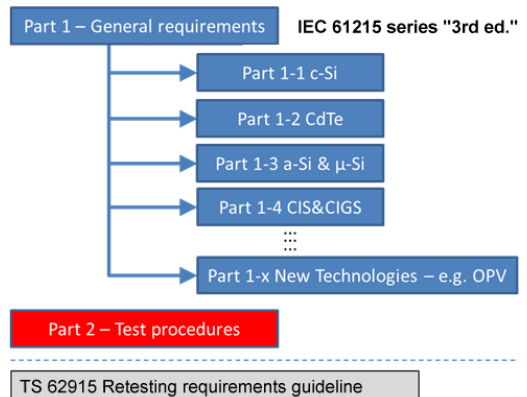 Part 1 – General requirements
IEC 61215 series "3rd ed."
Part 1-1 c-Si
Part 1-2 CdTe
Part 1-3 a-Si & µ-Si
Part 1-4 CIS&CIGS
Part 1-x New Technologies – e.g. OPV
Part 2 – Test procedures
TS 62915 Retesting requirements guideline